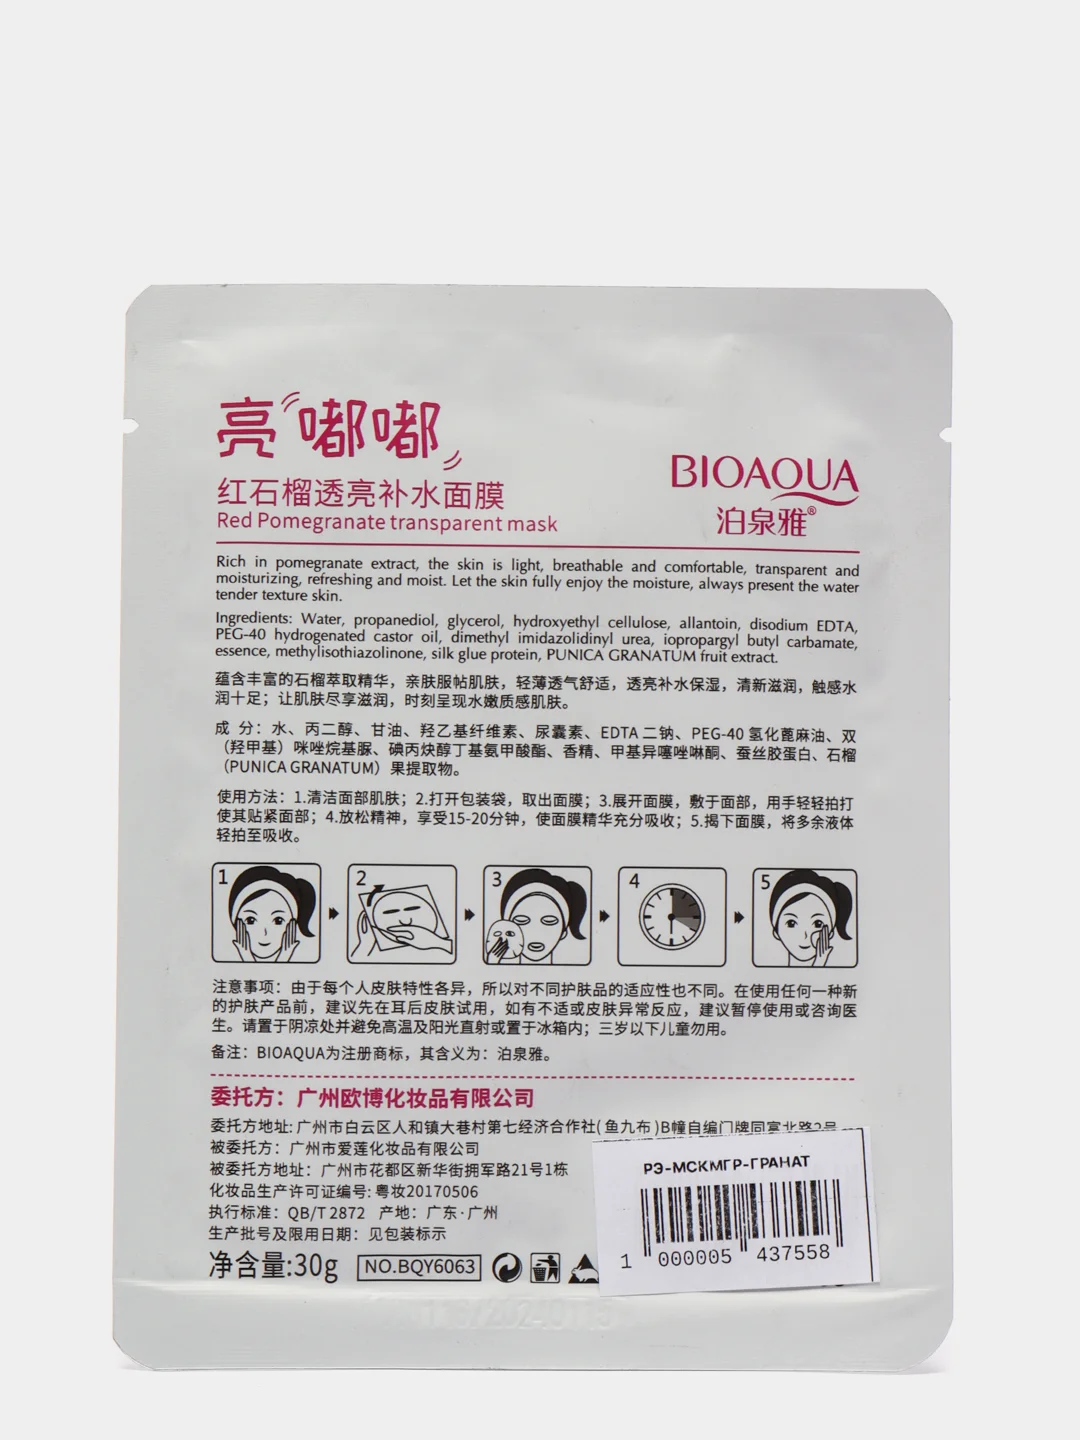 亮嘟嘟
红石榴透亮补水面膜
Red Pomegranate transparent mask
BIOAQUA
泊泉雅®
Rich in pomegranate extract, the skin is light, breathable and comfortable, transparent and
moisturizing, refreshing and moist. Let the skin fully enjoy the moisture, always present the water
tender texture skin.
Ingredients: Water, propanediol, glycerol, hydroxyethyl cellulose, allantoin, disodium EDTA,
PEG-40 hydrogenated castor oil, dimethyl imidazolidinyl urea, iopropargyl butyl carbamate,
essence, methylisothiazolinone, silk glue protein, PUNICA GRANATUM fruit extract.
蕴含丰富的石榴萃取精华，亲肤服帖肌肤，轻薄透气舒适，透亮补水保湿，清新滋润，触感水
润十足；让肌肤尽享滋润，时刻呈现水嫩质感肌肤。
成 分：水、丙二醇、甘油、羟乙基纤维素、尿囊素、EDTA 二钠、PEG-40 氢化蓖麻油、双
（羟甲基）咪唑烷基脲、碘丙炔醇丁基氨甲酸酯、香精、甲基异噻唑啉酮、蚕丝胶蛋白、石榴
（PUNICA GRANATUM）果提取物。
使用方法：1.清洁面部肌肤；2.打开包装袋，取出面膜；3.展开面膜，敷于面部，用手轻轻拍打
使其贴紧面部；4.放松精神，享受15-20分钟，使面膜精华充分吸收；5.揭下面膜，将多余液体
轻拍至吸收。
1 2 3 4 5
注意事项：由于每个人皮肤特性各异，所以对不同护肤品的适应性也不同。在使用任何一种新
的护肤产品前，建议先在耳后皮肤试用，如有不适或皮肤异常反应，建议暂停使用或咨询医
生。请置于阴凉处并避免高温及阳光直射或置于冰箱内；三岁以下儿童勿用。
备注：BIOAQUA为注册商标，其含义为：泊泉雅。
委托方：广州欧博化妆品有限公司
委托方地址：广州市白云区人和镇大巷村第七经济合作社(鱼九布)B幢自编门牌同富北路2号
被委托方：广州市爱莲化妆品有限公司
被委托方地址：广州市花都区新华街拥军路21号1栋
化妆品生产许可证编号：粤妆20170506
执行标准：QB/T 2872 产地：广东·广州
生产批号及限用日期：见包装标示
净含量:30g NO.BQY6063
РЭ-МСКМГР-ГРАНАТ
1 000005 437558